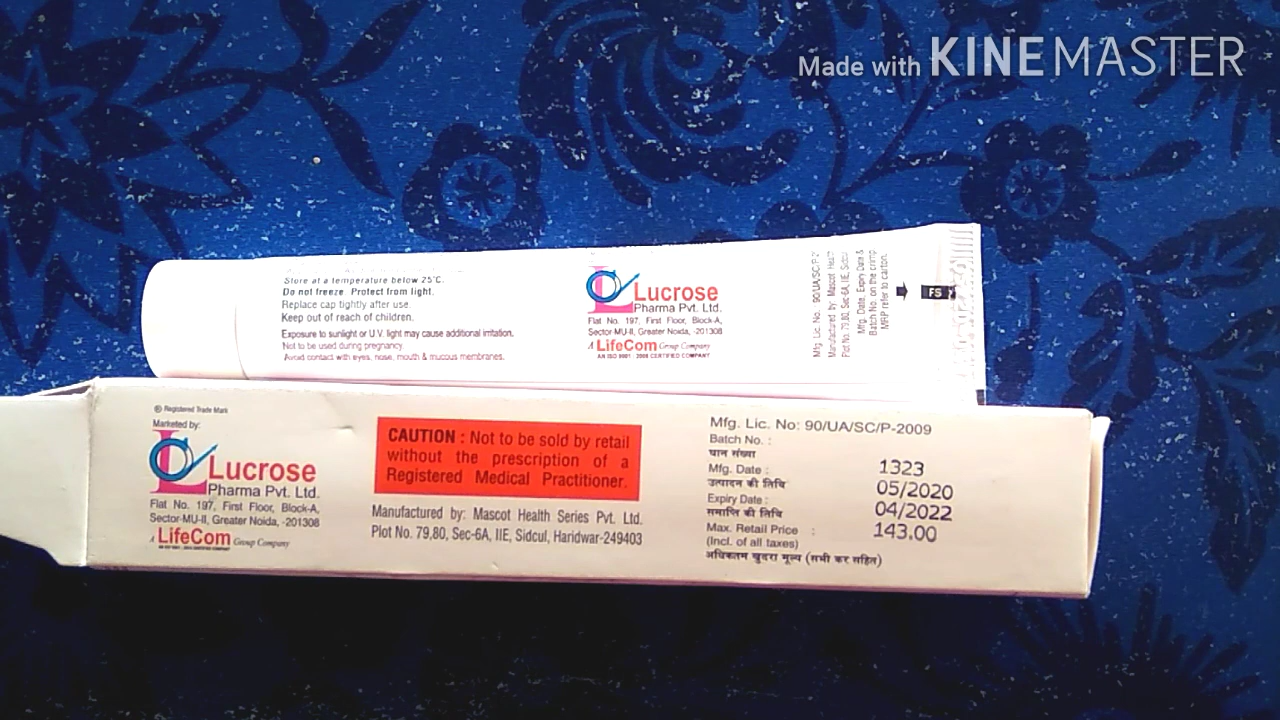 Made with KINEMASTER
Store at a temperature below 25°C.
Do not freeze. Protect from light.
Replace cap tightly after use.
Keep out of reach of children.
Exposure to sunlight or U.V. light may cause additional irritation.
Not to be used during pregnancy.
Avoid contact with eyes, nose, mouth & mucous membranes.
Lucrose
Pharma Pvt. Ltd.
Flat No. 197, First Floor, Block-A,
Sector-MU-II, Greater Noida, -201308
A LifeCom Group Company
AN ISO 9001 : 2008 CERTIFIED COMPANY
Mfg. Lic. No.: 90/UA/SC/P-2
Manufactured by: Mascot Healt
Plot No. 79,80, Sec-6A, IIE, Sidcul
Mfg. Date, Expiry Date &
Batch No. on the crimp
MRP refer to carton.
FS
® Registered Trade Mark
Marketed by:
Lucrose
Pharma Pvt. Ltd.
Flat No. 197, First Floor, Block-A,
Sector-MU-II, Greater Noida, -201308
A LifeCom Group Company
CAUTION : Not to be sold by retail
without the prescription of a
Registered Medical Practitioner.
Manufactured by: Mascot Health Series Pvt. Ltd.
Plot No. 79,80, Sec-6A, IIE, Sidcul, Haridwar-249403
Mfg. Lic. No: 90/UA/SC/P-2009
Batch No. :
घान संख्या 1323
Mfg. Date :
उत्पादन की तिथि 05/2020
Expiry Date :
समाप्ति की तिथि 04/2022
Max. Retail Price : 143.00
(Incl. of all taxes)
अधिकतम खुदरा मूल्य (सभी कर सहित)